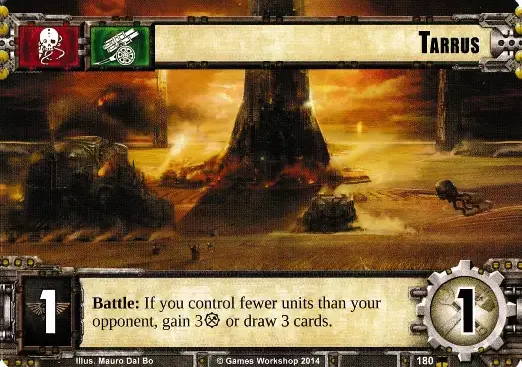 Tarrus
1
Battle: If you control fewer units than your
opponent, gain 3 or draw 3 cards.
1
Illus. Mauro Dal Bo
© Games Workshop 2014
180